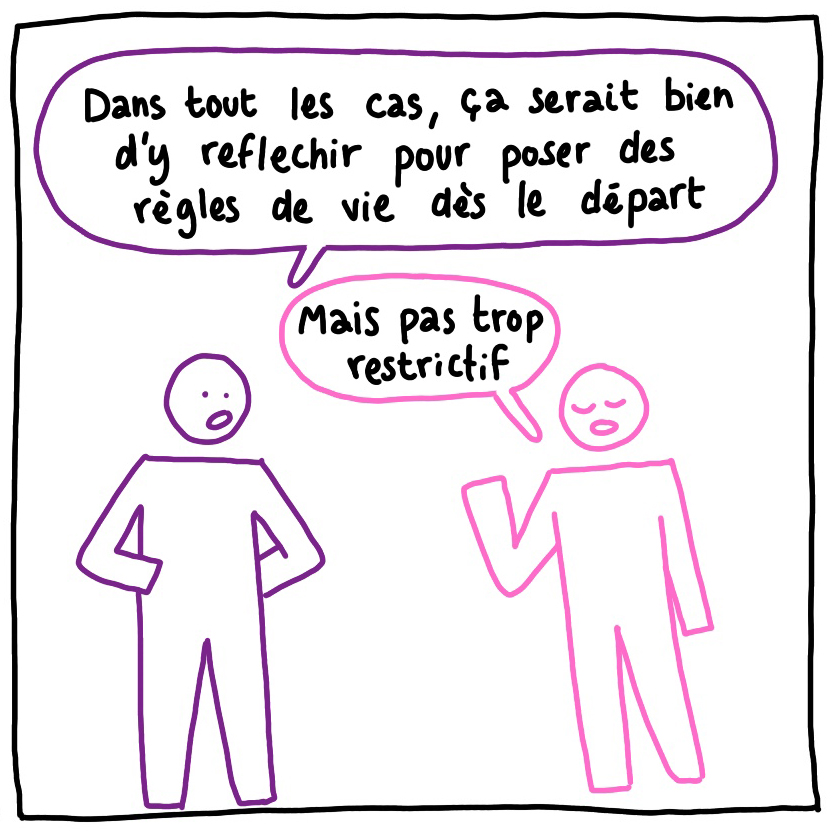 Dans tout les cas, ça serait bien
d'y reflechir pour poser des
règles de vie dès le départ
Mais pas trop
restrictif